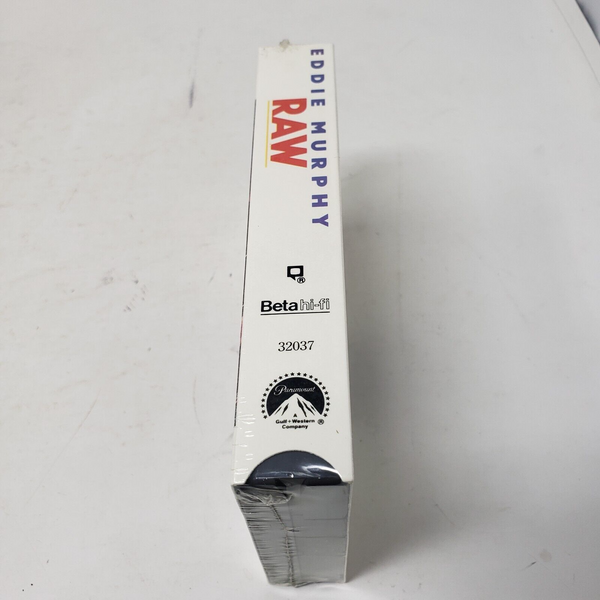 EDDIE MURPHY
RAW
®
Beta hi-fi
32037
Paramount
Gulf + Western
Company ®